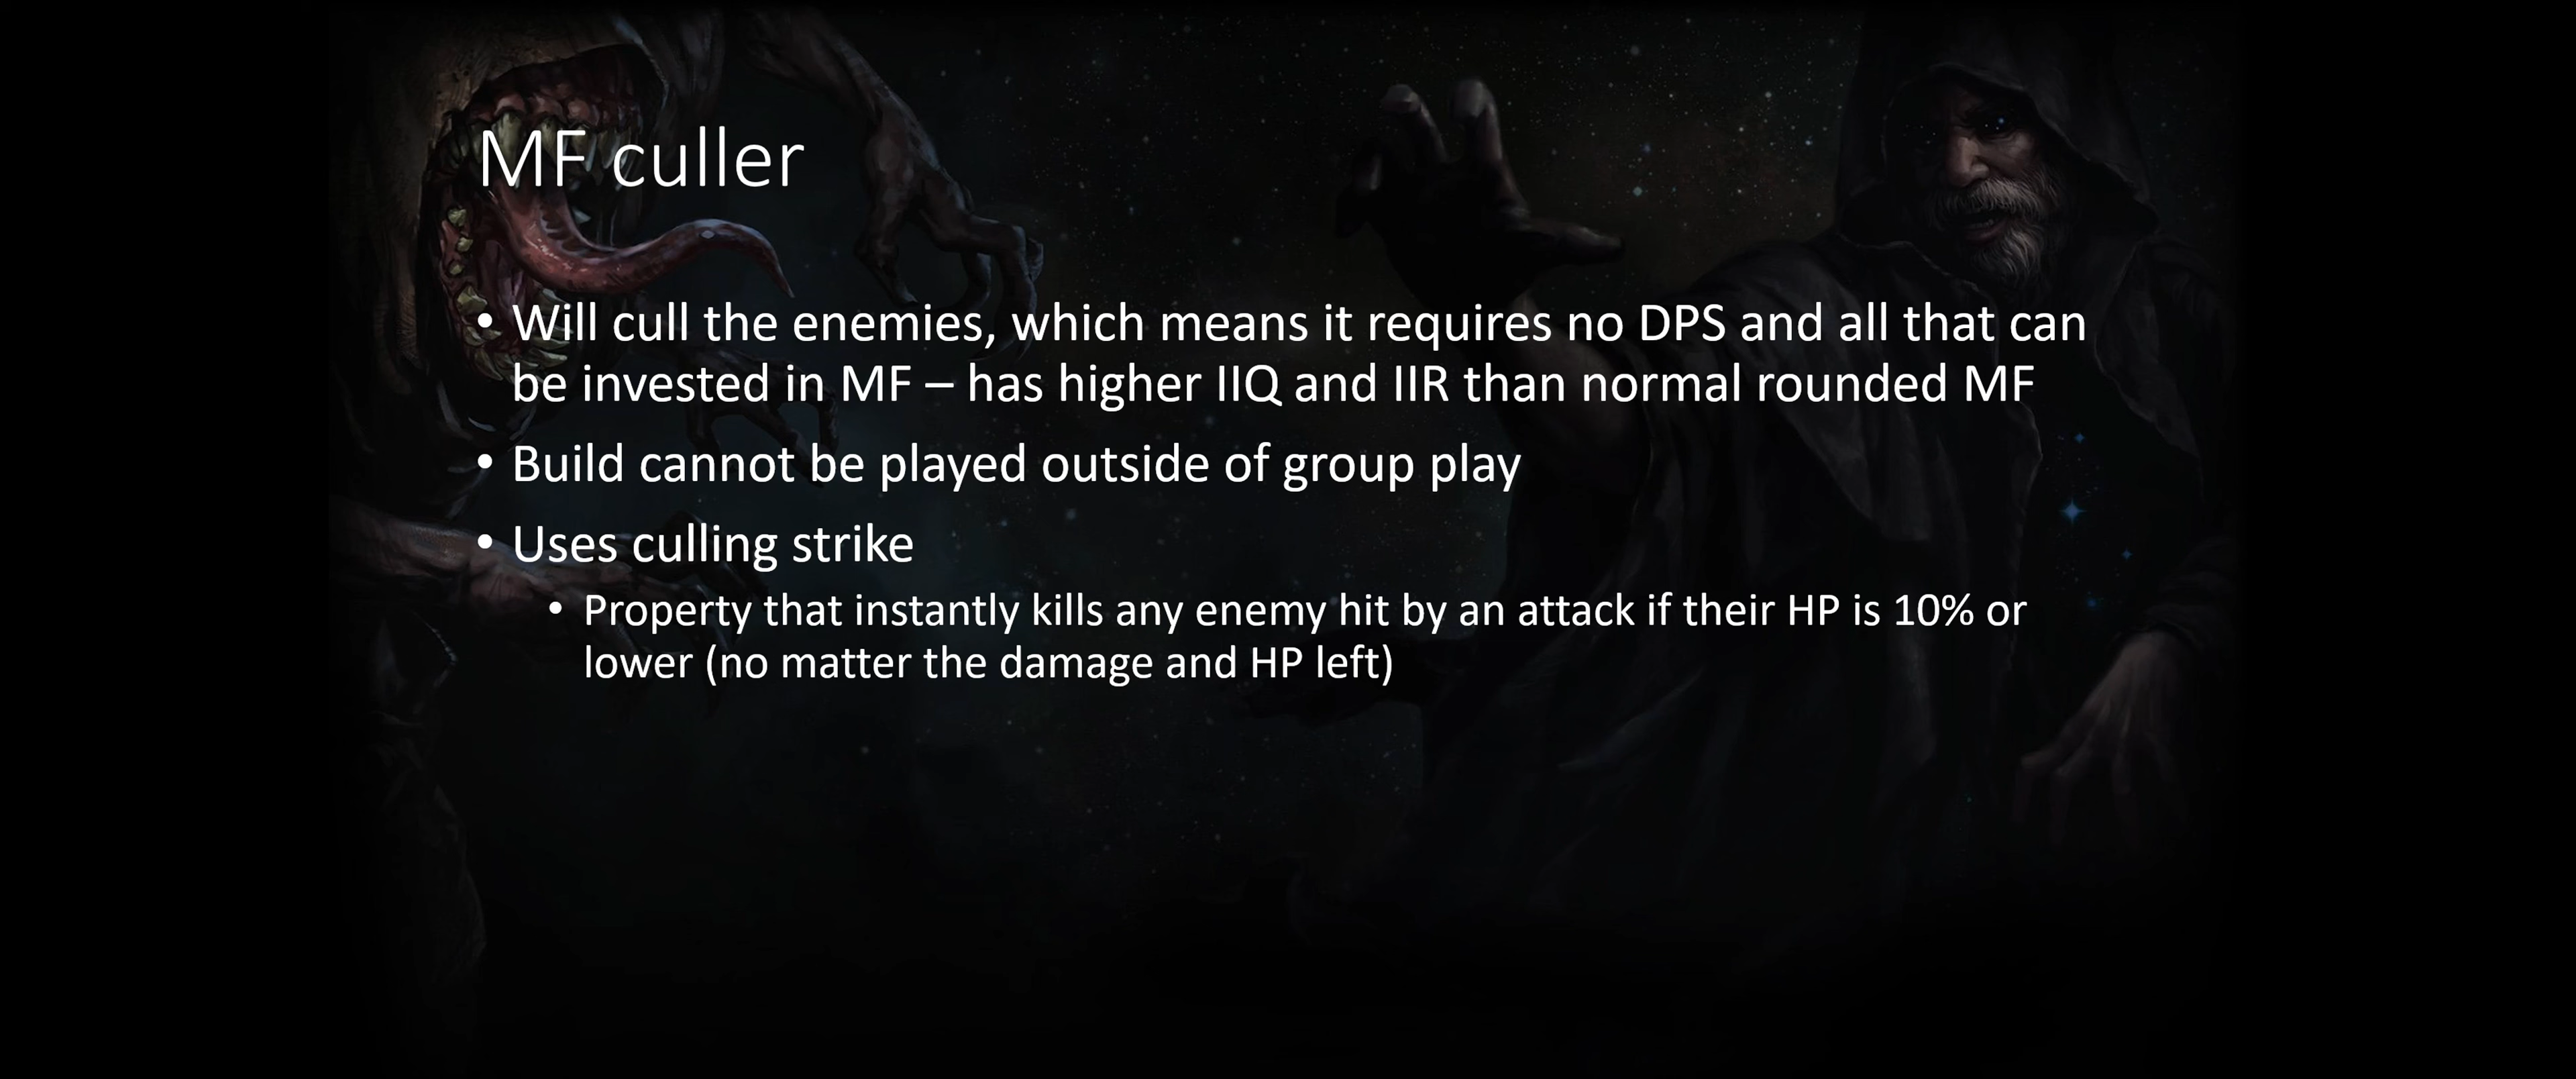 MF culler
• Will cull the enemies, which means it requires no DPS and all that can
be invested in MF – has higher IIQ and IIR than normal rounded MF
• Build cannot be played outside of group play
• Uses culling strike
• Property that instantly kills any enemy hit by an attack if their HP is 10% or
lower (no matter the damage and HP left)